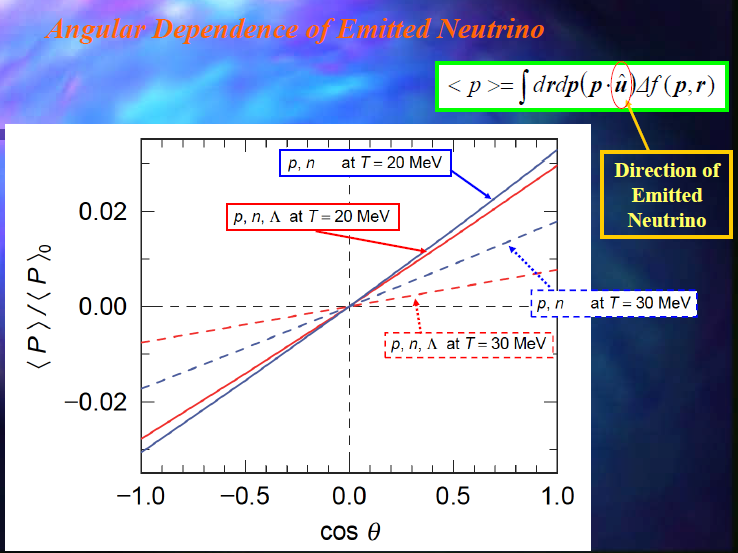 Angular Dependence of Emitted Neutrino
< p >= ∫ drdp(p·û)Δf(p,r)
Direction of
Emitted
Neutrino
p, n at T = 20 MeV
p, n, Λ at T = 20 MeV
p, n at T = 30 MeV
p, n, Λ at T = 30 MeV
⟨ P ⟩ / ⟨ P ⟩₀
0.02
0.00
−0.02
−1.0 −0.5 0.0 0.5 1.0
cos θ